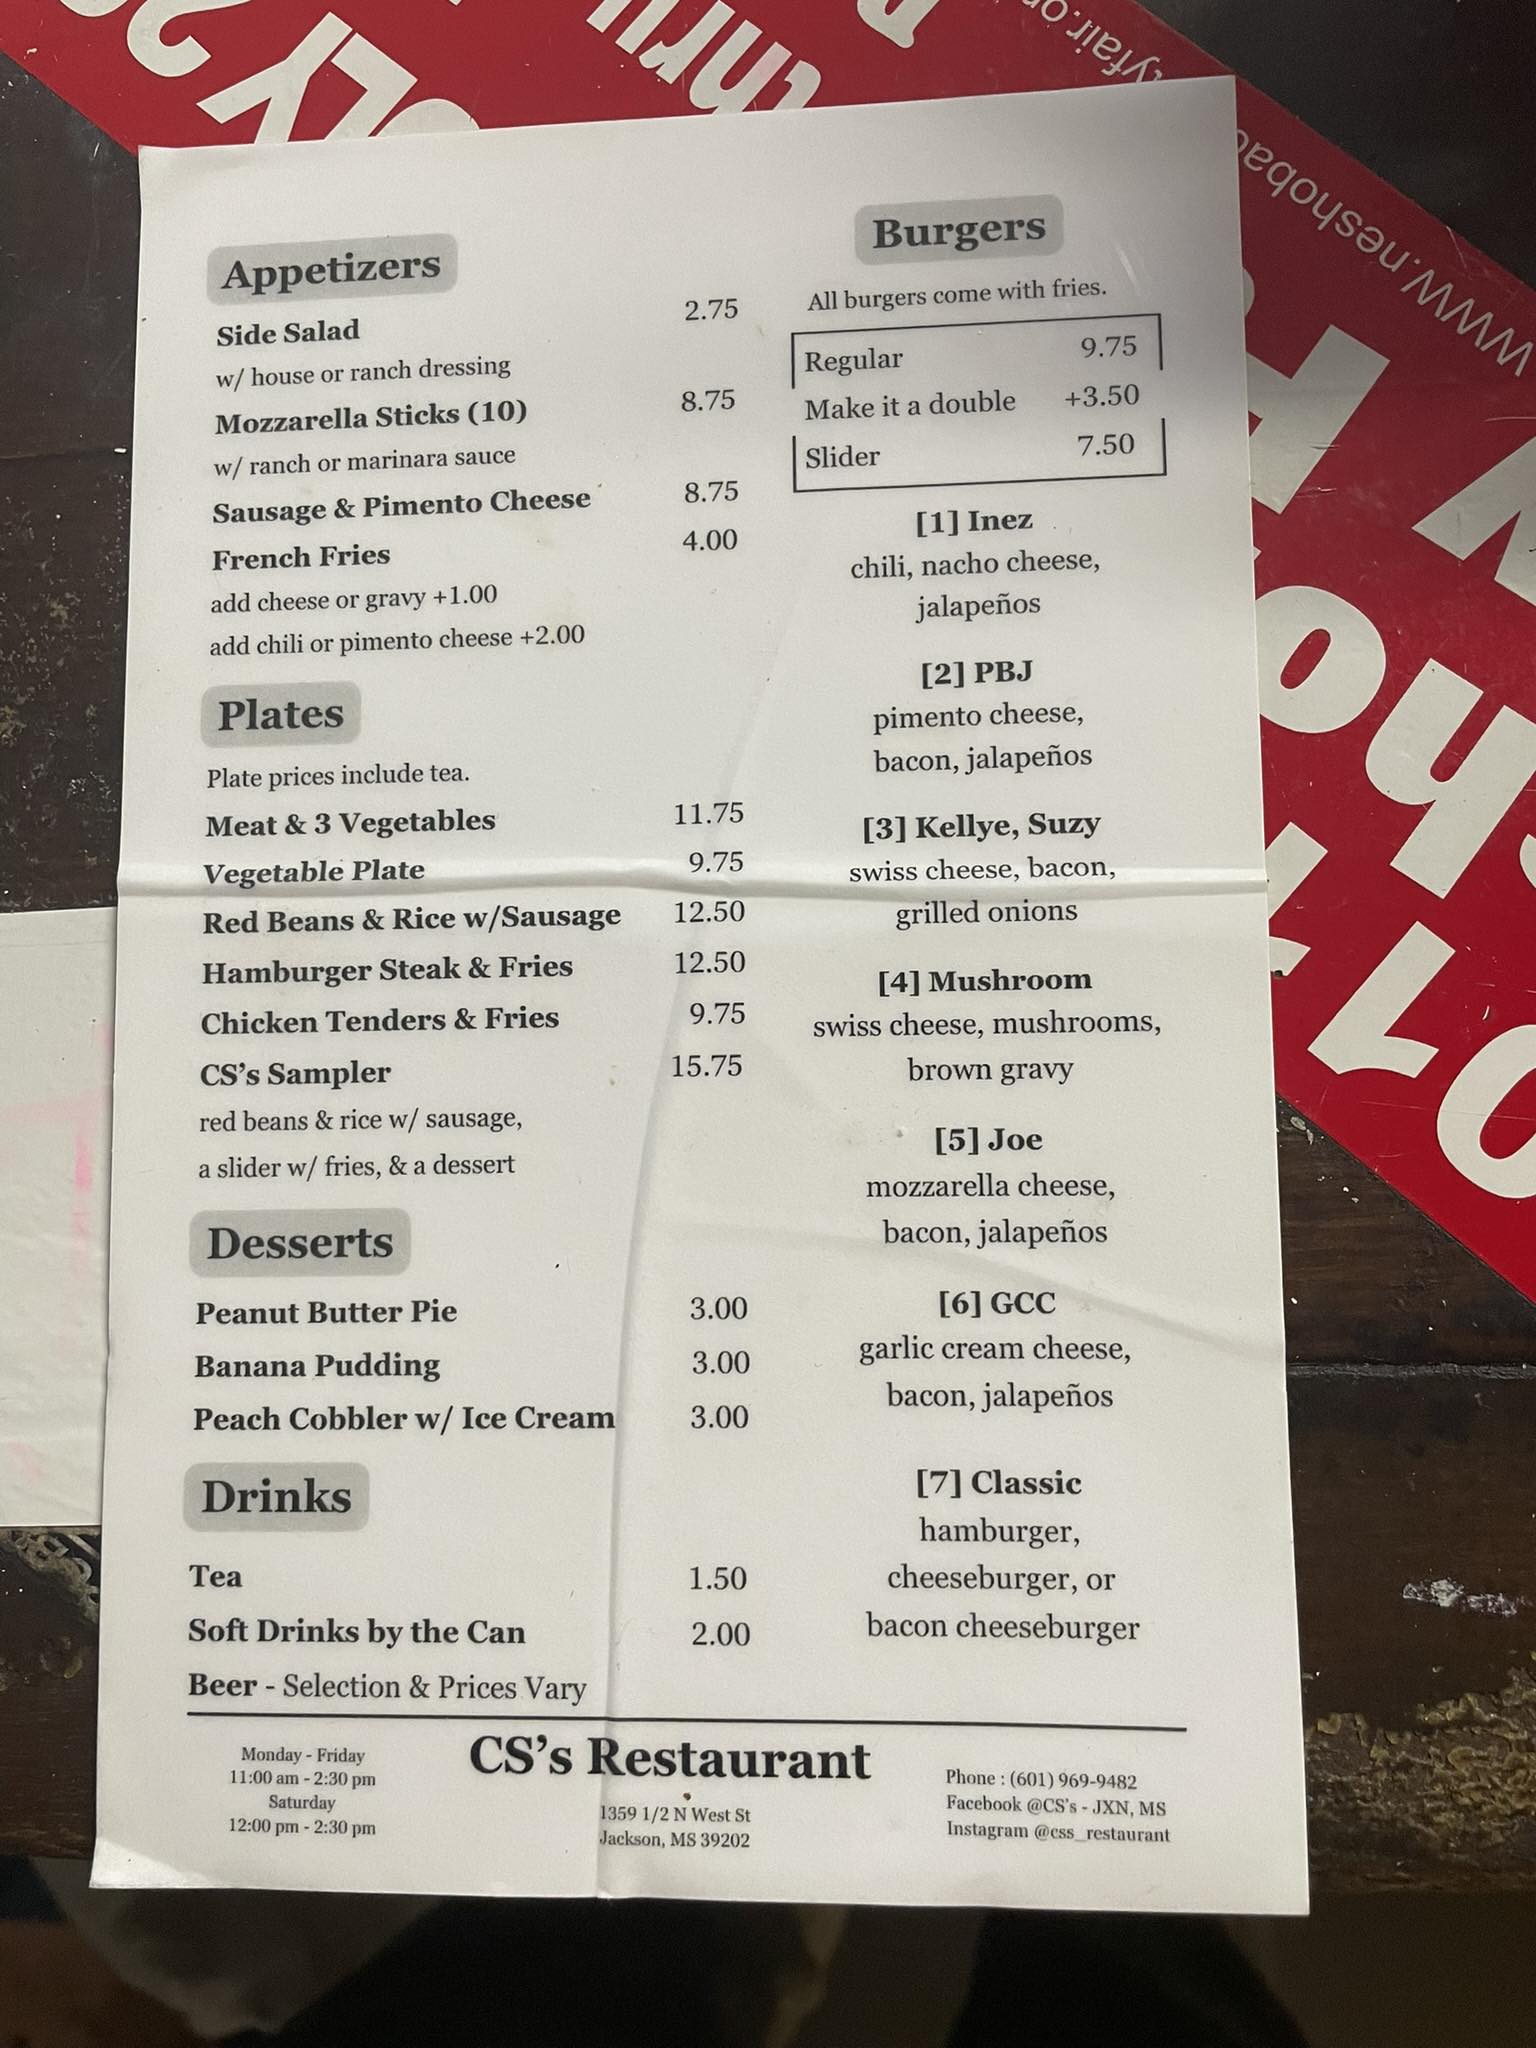 Appetizers
Side Salad 2.75
w/ house or ranch dressing
Mozzarella Sticks (10) 8.75
w/ ranch or marinara sauce
Sausage & Pimento Cheese 8.75
French Fries 4.00
add cheese or gravy +1.00
add chili or pimento cheese +2.00
Plates
Plate prices include tea.
Meat & 3 Vegetables 11.75
Vegetable Plate 9.75
Red Beans & Rice w/Sausage 12.50
Hamburger Steak & Fries 12.50
Chicken Tenders & Fries 9.75
CS's Sampler 15.75
red beans & rice w/ sausage,
a slider w/ fries, & a dessert
Desserts
Peanut Butter Pie 3.00
Banana Pudding 3.00
Peach Cobbler w/ Ice Cream 3.00
Drinks
Tea 1.50
Soft Drinks by the Can 2.00
Beer - Selection & Prices Vary
Burgers
All burgers come with fries.
Regular 9.75
Make it a double +3.50
Slider 7.50
[1] Inez
chili, nacho cheese,
jalapeños
[2] PBJ
pimento cheese,
bacon, jalapeños
[3] Kellye, Suzy
swiss cheese, bacon,
grilled onions
[4] Mushroom
swiss cheese, mushrooms,
brown gravy
[5] Joe
mozzarella cheese,
bacon, jalapeños
[6] GCC
garlic cream cheese,
bacon, jalapeños
[7] Classic
hamburger,
cheeseburger, or
bacon cheeseburger
Monday - Friday
11:00 am - 2:30 pm
Saturday
12:00 pm - 2:30 pm
CS's Restaurant
1359 1/2 N West St
Jackson, MS 39202
Phone : (601) 969-9482
Facebook @CS's - JXN, MS
Instagram @css_restaurant